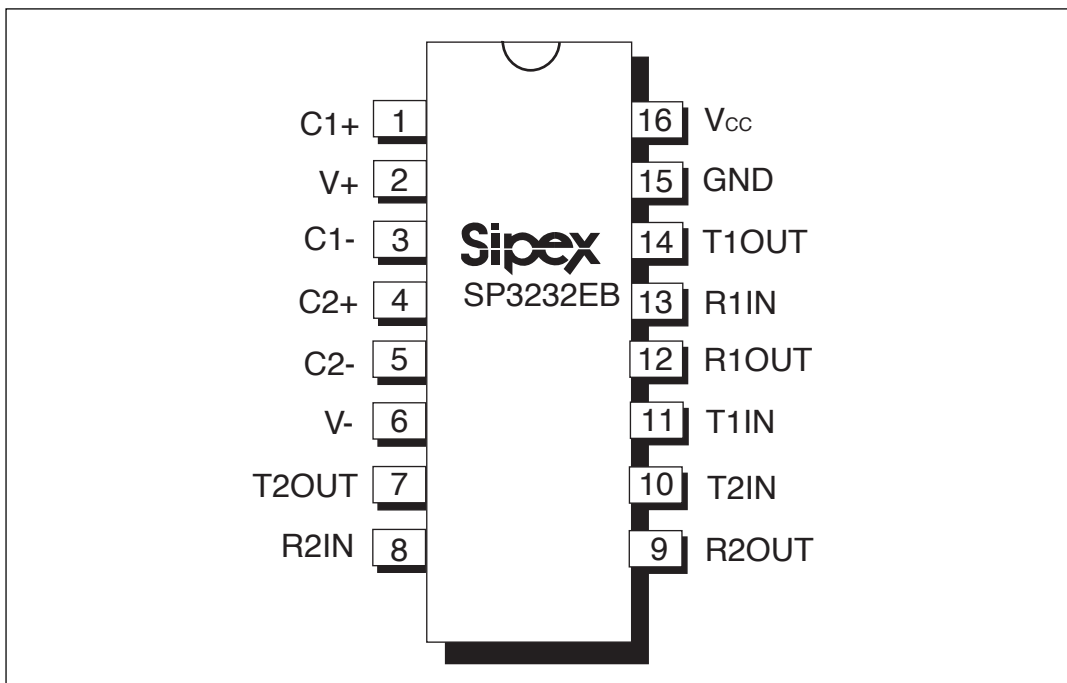 C1+ 1
V+ 2
C1- 3
C2+ 4
C2- 5
V- 6
T2OUT 7
R2IN 8
Sipex
SP3232EB
16 Vcc
15 GND
14 T1OUT
13 R1IN
12 R1OUT
11 T1IN
10 T2IN
9 R2OUT